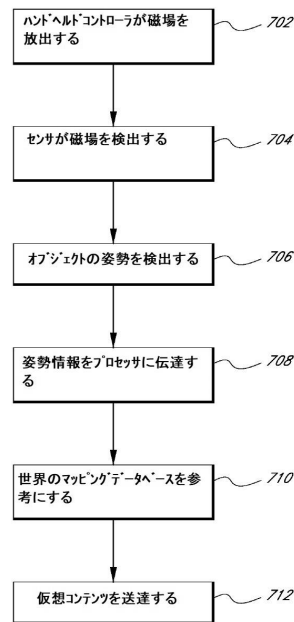 ハンドヘルドコントローラが磁場を
放出する
702
センサが磁場を検出する
704
オブジェクトの姿勢を検出する
706
姿勢情報をプロセッサに伝達す
る
708
世界のマッピングデータベースを参
考にする
710
仮想コンテンツを送達する
712